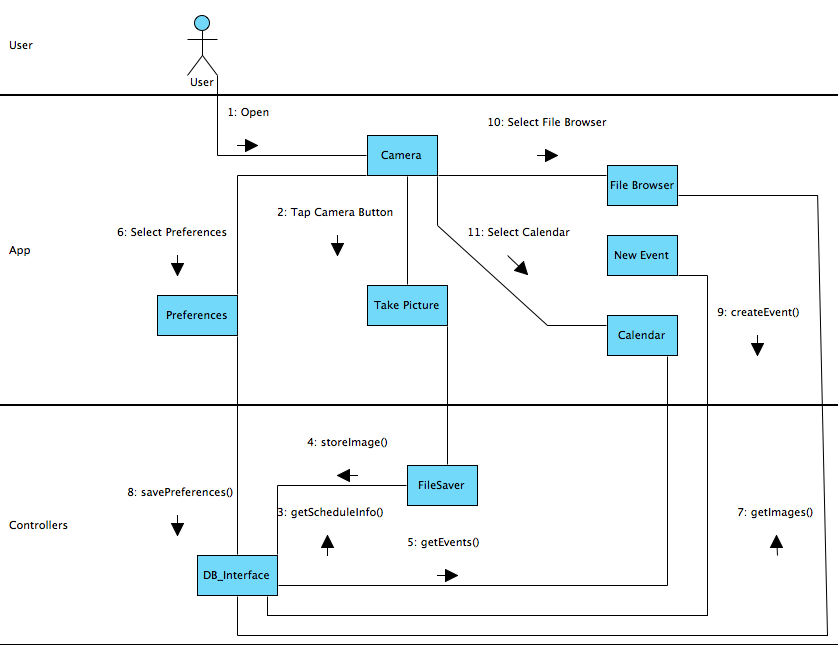 User
User
1: Open
10: Select File Browser
Camera
File Browser
6: Select Preferences
2: Tap Camera Button
11: Select Calendar
App
New Event
Preferences
Take Picture
9: createEvent()
Calendar
4: storeImage()
FileSaver
8: savePreferences()
3: getScheduleInfo()
7: getImages()
Controllers
5: getEvents()
DB_Interface